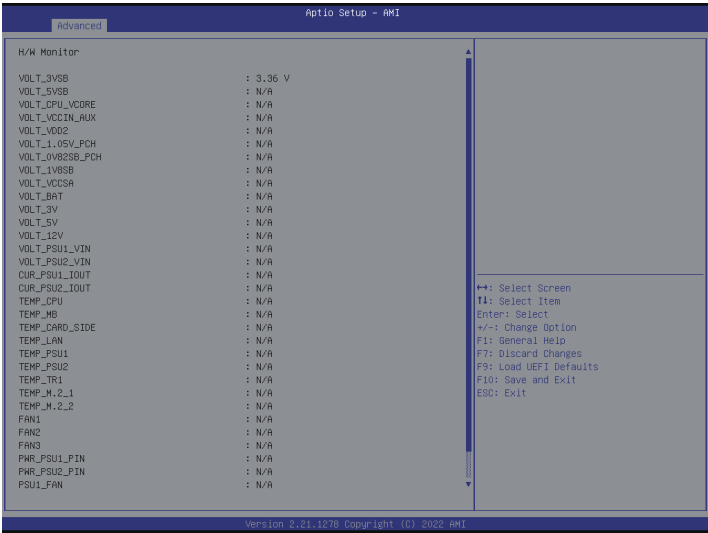 Aptio Setup – AMI
Advanced
H/W Monitor
VOLT_3VSB : 3.36 V
VOLT_5VSB : N/A
VOLT_CPU_VCORE : N/A
VOLT_VCCIN_AUX : N/A
VOLT_VDD2 : N/A
VOLT_1.05V_PCH : N/A
VOLT_0V82SB_PCH : N/A
VOLT_1V8SB : N/A
VOLT_VCCSA : N/A
VOLT_BAT : N/A
VOLT_3V : N/A
VOLT_5V : N/A
VOLT_12V : N/A
VOLT_PSU1_VIN : N/A
VOLT_PSU2_VIN : N/A
CUR_PSU1_IOUT : N/A
CUR_PSU2_IOUT : N/A
TEMP_CPU : N/A
TEMP_MB : N/A
TEMP_CARD_SIDE : N/A
TEMP_LAN : N/A
TEMP_PSU1 : N/A
TEMP_PSU2 : N/A
TEMP_TR1 : N/A
TEMP_M.2_1 : N/A
TEMP_M.2_2 : N/A
FAN1 : N/A
FAN2 : N/A
FAN3 : N/A
PWR_PSU1_PIN : N/A
PWR_PSU2_PIN : N/A
PSU1_FAN : N/A
↔: Select Screen
↑↓: Select Item
Enter: Select
+/-: Change Option
F1: General Help
F7: Discard Changes
F9: Load UEFI Defaults
F10: Save and Exit
ESC: Exit
Version 2.21.1278 Copyright (C) 2022 AMI